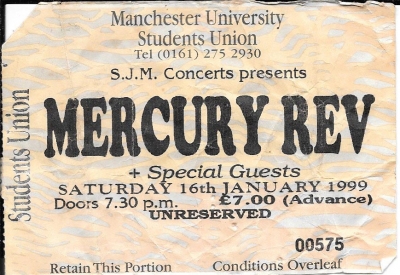 Manchester University
Students Union
Tel (0161) 275 2930
S.J.M. Concerts presents
MERCURY REV
+ Special Guests
SATURDAY 16th JANUARY 1999
Doors 7.30 p.m. £7.00 (Advance)
UNRESERVED
00575
Retain This Portion Conditions Overleaf
Students Union